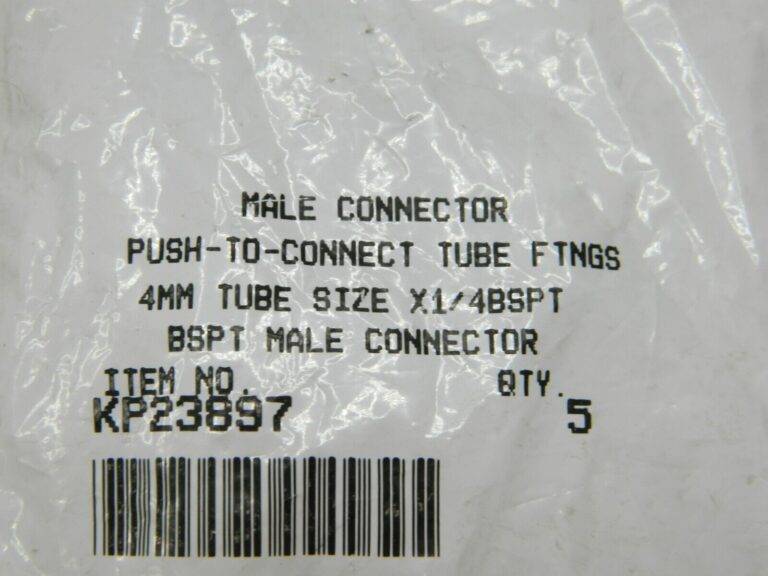 MALE CONNECTOR
PUSH-TO-CONNECT TUBE FTNGS
4MM TUBE SIZE X1/4BSPT
BSPT MALE CONNECTOR
ITEM NO. QTY.
KP23897 5